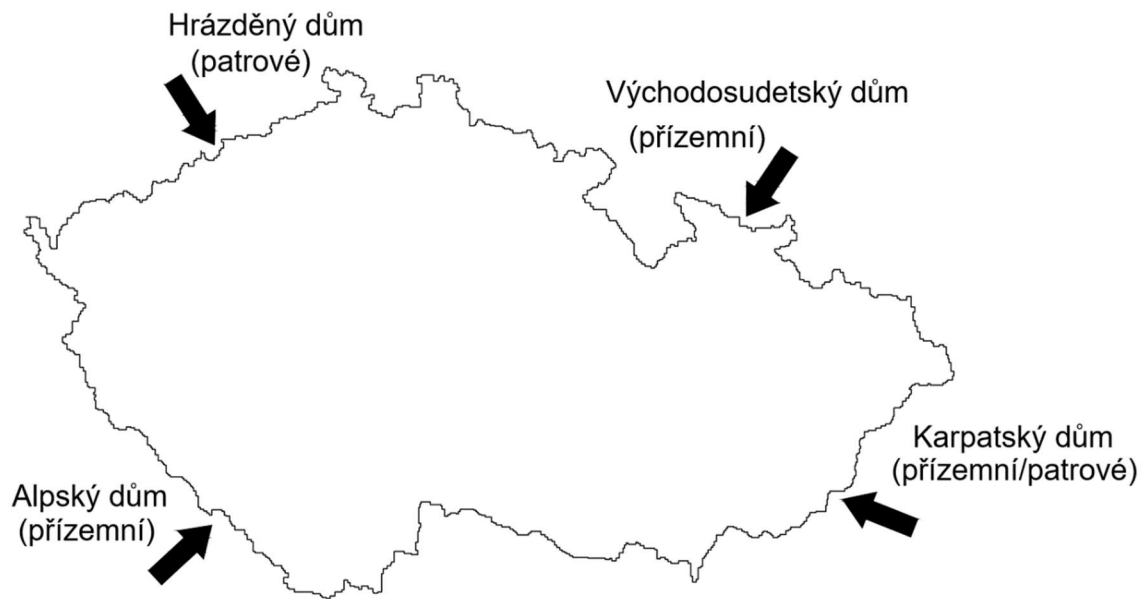 Hrázděný dům
(patrové)
Východosudetský dům
(přízemní)
Karpatský dům
(přízemní/patrové)
Alpský dům
(přízemní)